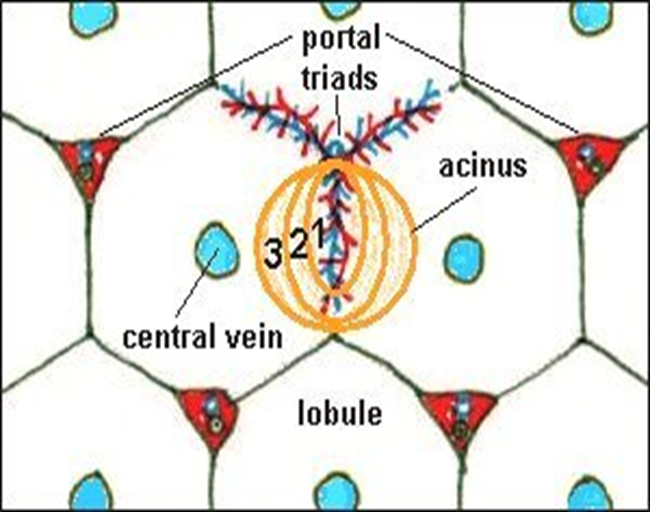 portal
triads
acinus
3 2 1
central vein
lobule